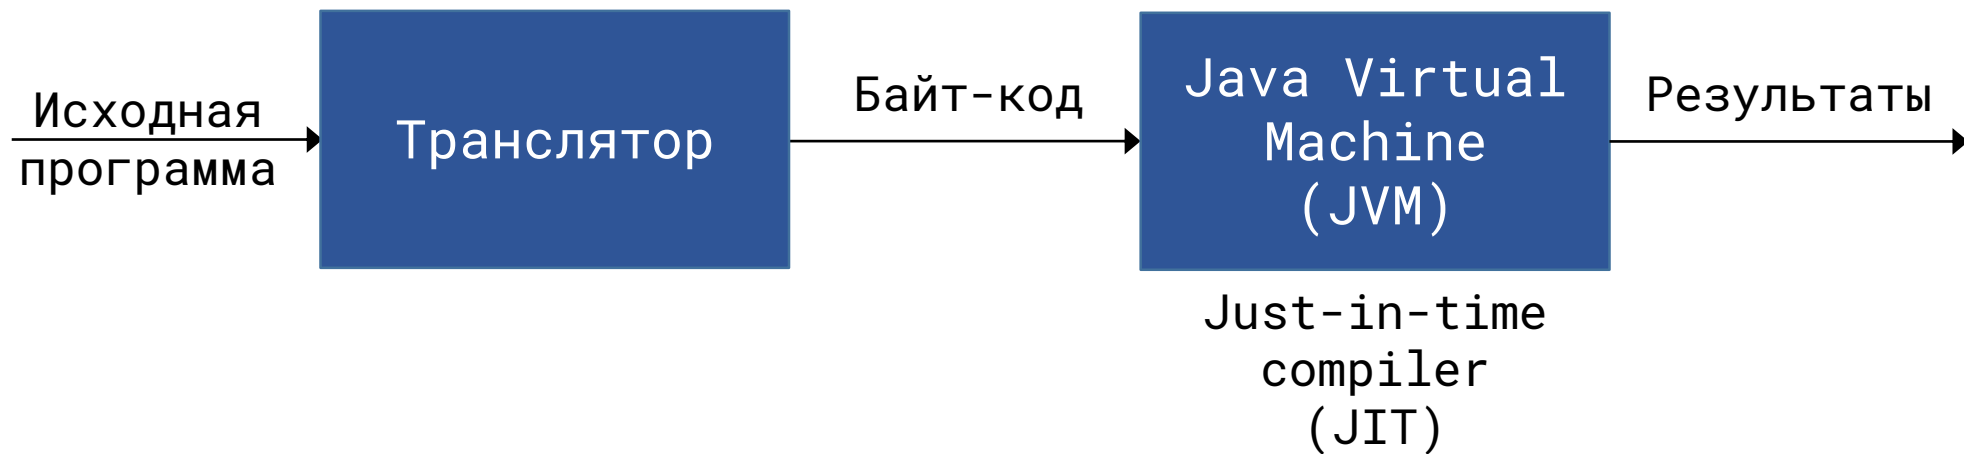 Исходная
программа
Транслятор
Байт-код
Java Virtual
Machine
(JVM)
Результаты
Just-in-time
compiler
(JIT)